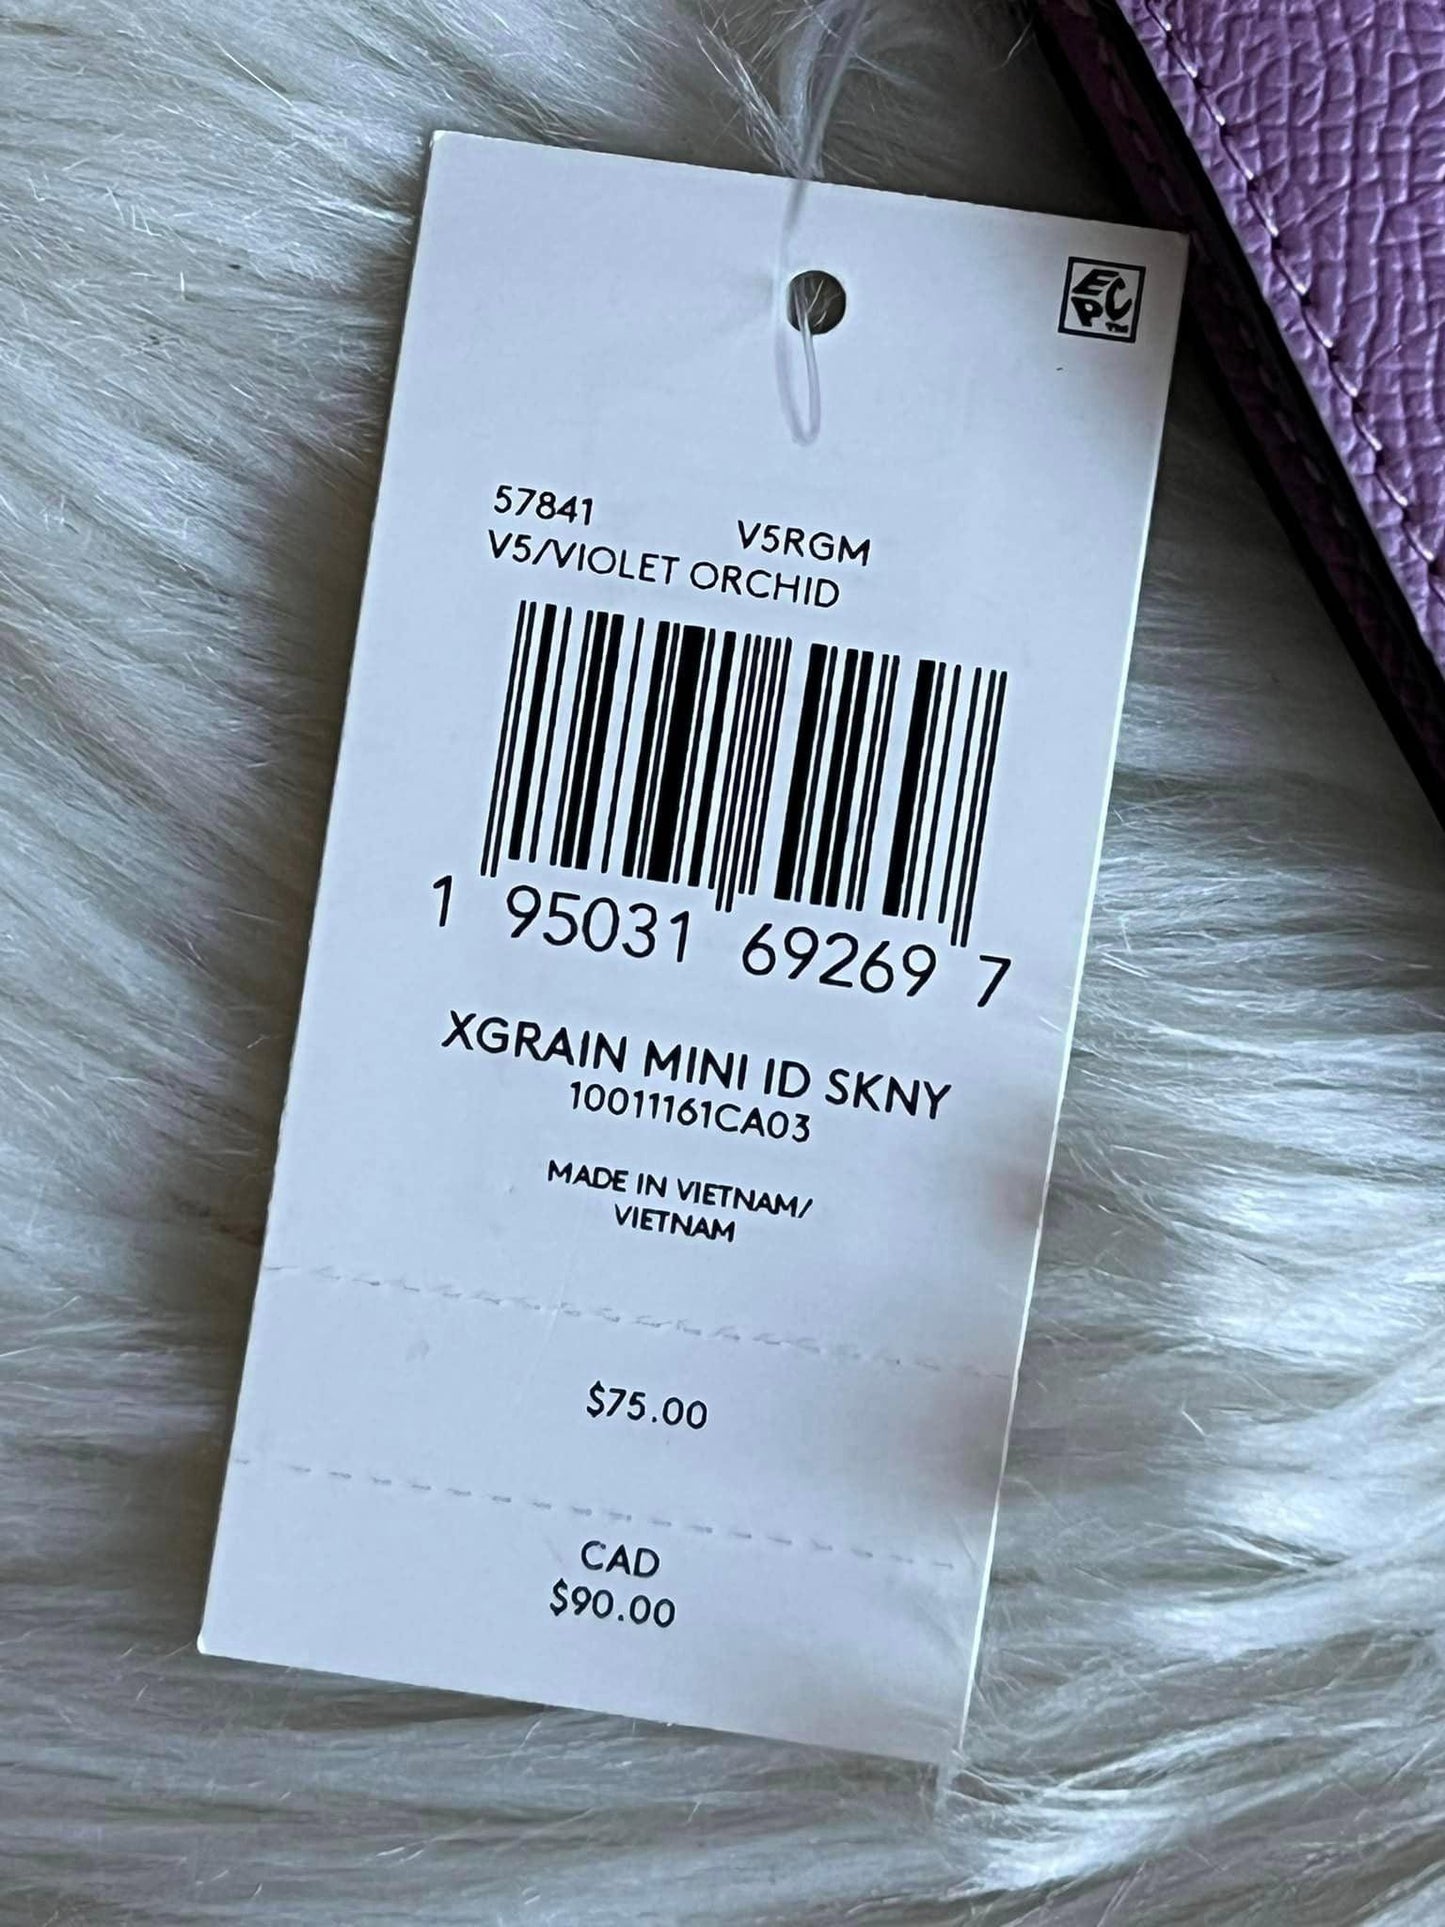 ECP™
57841 V5RGM
V5/VIOLET ORCHID
1 95031 69269 7
XGRAIN MINI ID SKNY
10011161CA03
MADE IN VIETNAM/
VIETNAM
$75.00
CAD
$90.00